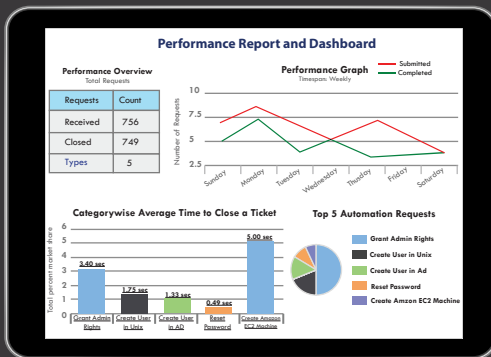 Performance Report and Dashboard
Performance Overview
Total Requests
Requests Count
Received 756
Closed 749
Types 5
Performance Graph
Timespan: Weekly
Submitted
Completed
Number of Requests
10
7.5
5
2.5
Sunday
Monday
Tuesday
Wednesday
Thursday
Friday
Saturday
Categorywise Average Time to Close a Ticket
Total percent market share
6
5
4
3
2
1
0
3.40 sec
1.75 sec
1.33 sec
0.49 sec
5.00 sec
Grant Admin
Rights
Create User
in Unix
Create User
in AD
Reset
Password
Create Amazon
EC2 Machine
Top 5 Automation Requests
Grant Admin Rights
Create User in Unix
Create User in Ad
Reset Password
Create Amzon EC2 Machine